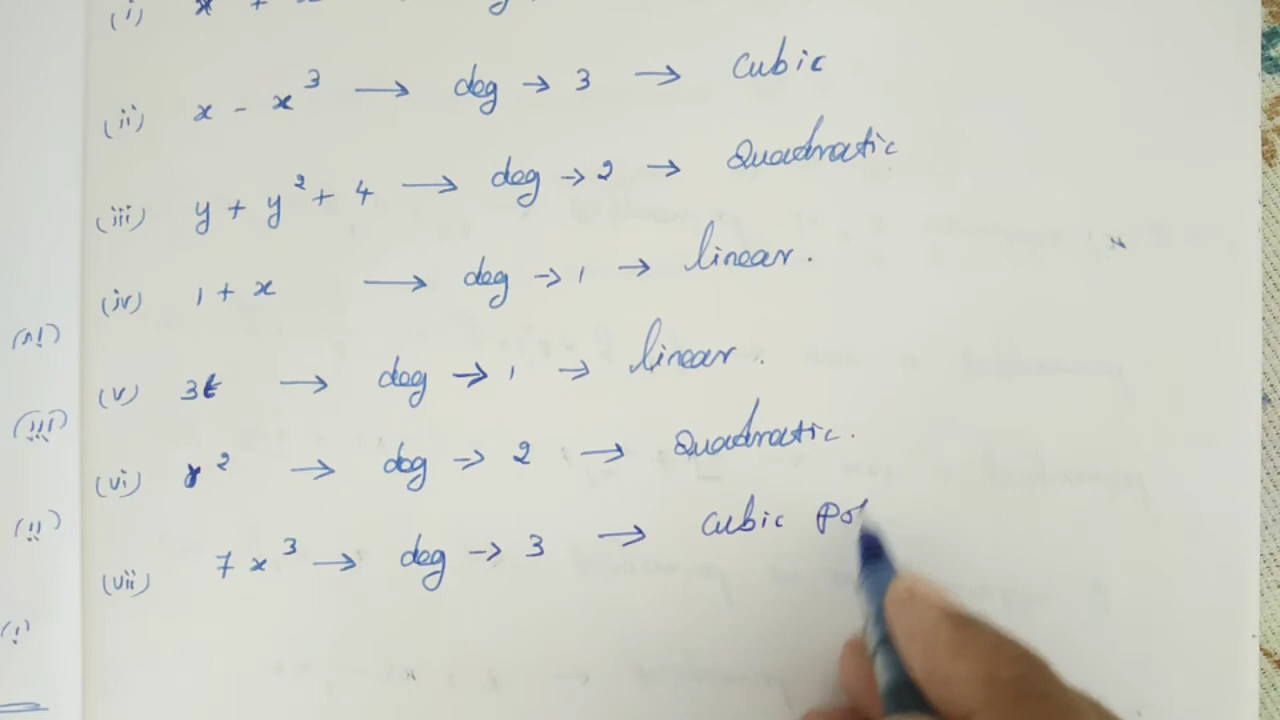 (i) x +
(ii) x - x³ → deg → 3 → cubic
(iii) y + y² + 4 → deg → 2 → Quadratic
(iv) 1 + x → deg → 1 → linear.
(v) 3t → deg → 1 → linear.
(vi) r² → deg → 2 → Quadratic.
(vii) 7x³ → deg → 3 → cubic pol